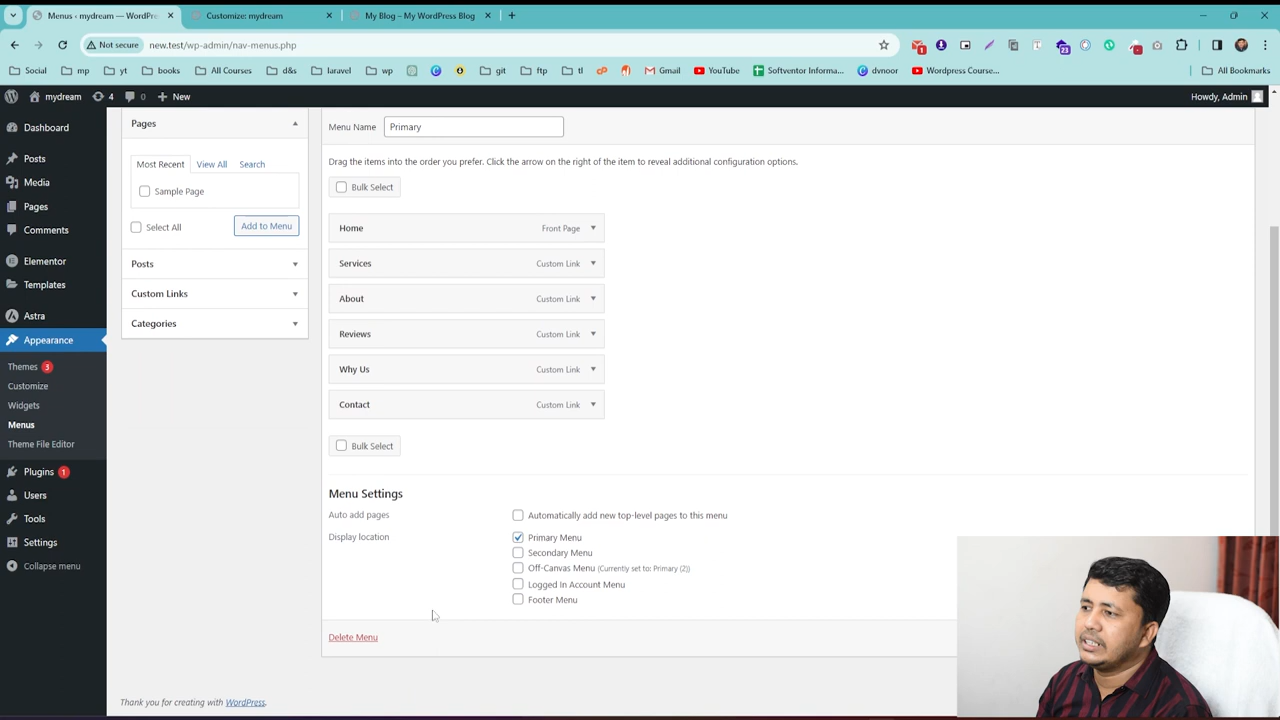 Menus ‹ mydream — WordPre
Customize: mydream
My Blog – My WordPress Blog
Not secure
new.test/wp-admin/nav-menus.php
Social
mp
yt
books
All Courses
d&s
laravel
wp
git
ftp
tl
Gmail
YouTube
Softventor Informa...
dvnoor
Wordpress Course...
All Bookmarks
mydream
4
0
New
Howdy, Admin
Dashboard
Posts
Media
Pages
Comments
Elementor
Templates
Astra
Appearance
Themes 3
Customize
Widgets
Menus
Theme File Editor
Plugins 1
Users
Tools
Settings
Collapse menu
Pages
Most Recent
View All
Search
Sample Page
Select All
Add to Menu
Posts
Custom Links
Categories
Menu Name
Primary
Drag the items into the order you prefer. Click the arrow on the right of the item to reveal additional configuration options.
Bulk Select
Home Front Page
Services Custom Link
About Custom Link
Reviews Custom Link
Why Us Custom Link
Contact Custom Link
Bulk Select
Menu Settings
Auto add pages
Automatically add new top-level pages to this menu
Display location
Primary Menu
Secondary Menu
Off-Canvas Menu (Currently set to: Primary (2))
Logged In Account Menu
Footer Menu
Delete Menu
Thank you for creating with WordPress.